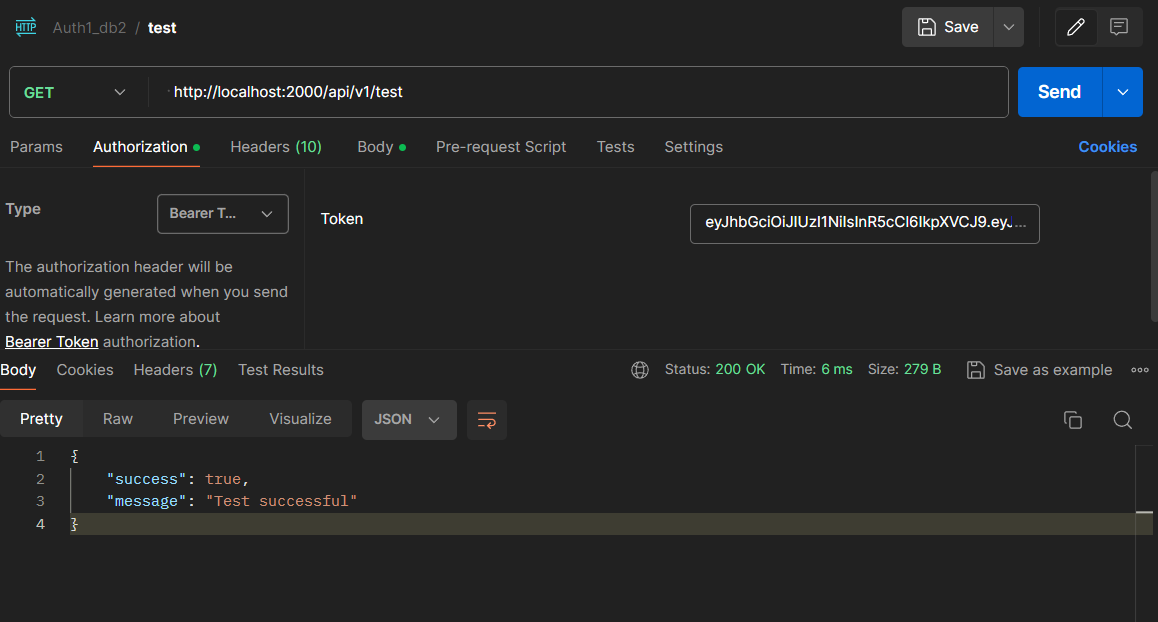 HTTP Auth1_db2 / test Save
GET http://localhost:2000/api/v1/test Send
Params Authorization Headers (10) Body Pre-request Script Tests Settings Cookies
Type Bearer T... Token eyJhbGciOiJIUzI1NiIsInR5cCI6IkpXVCJ9.eyJ...
The authorization header will be
automatically generated when you send
the request. Learn more about
Bearer Token authorization.
Body Cookies Headers (7) Test Results Status: 200 OK Time: 6 ms Size: 279 B Save as example
Pretty Raw Preview Visualize JSON
1 {
2 "success": true,
3 "message": "Test successful"
4 }